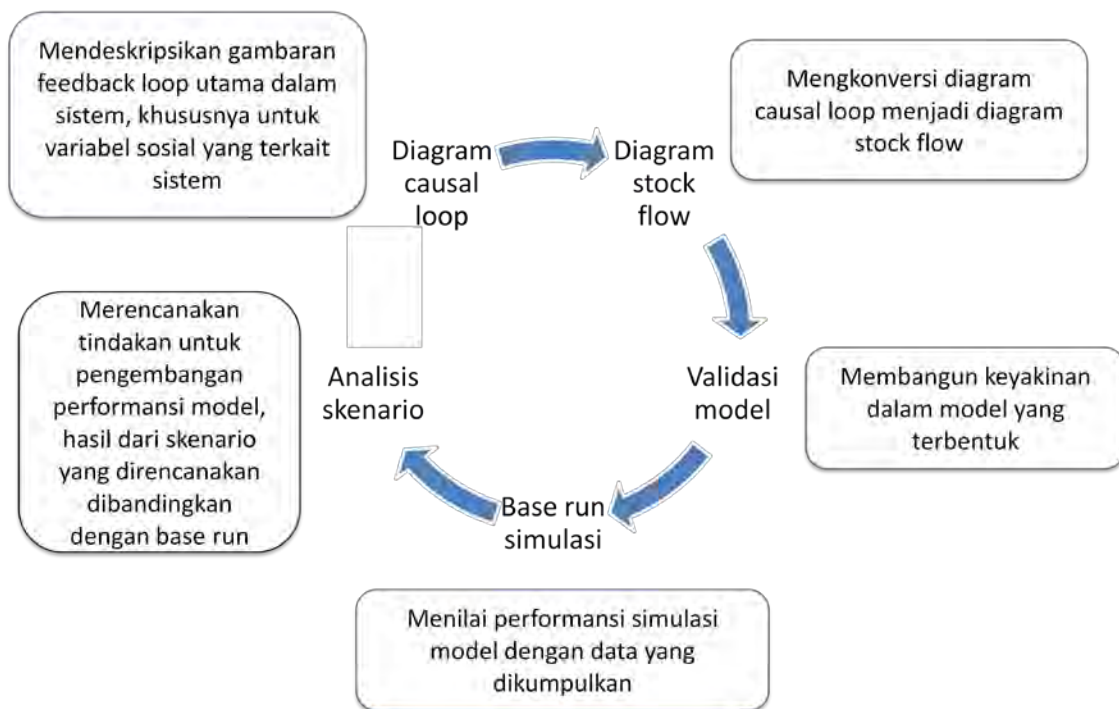 Mendeskripsikan gambaran
feedback loop utama dalam
sistem, khususnya untuk
variabel sosial yang terkait
sistem
Diagram
causal
loop
Diagram
stock
flow
Mengkonversi diagram
causal loop menjadi diagram
stock flow
Validasi
model
Membangun keyakinan
dalam model yang
terbentuk
Base run
simulasi
Menilai performansi simulasi
model dengan data yang
dikumpulkan
Analisis
skenario
Merencanakan
tindakan untuk
pengembangan
performansi model,
hasil dari skenario
yang direncanakan
dibandingkan
dengan base run